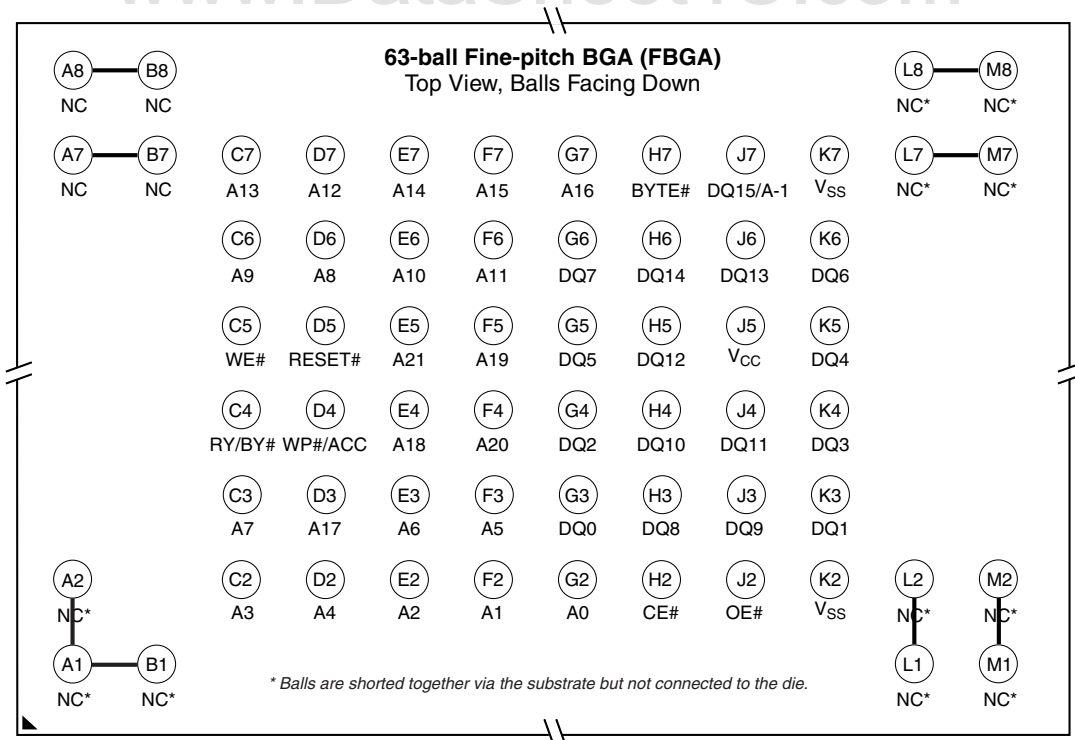 www.DataSheet4U.com
63-ball Fine-pitch BGA (FBGA)
Top View, Balls Facing Down
A8 B8 L8 M8
NC NC NC* NC*
A7 B7 C7 D7 E7 F7 G7 H7 J7 K7 L7 M7
NC NC A13 A12 A14 A15 A16 BYTE# DQ15/A-1 VSS NC* NC*
C6 D6 E6 F6 G6 H6 J6 K6
A9 A8 A10 A11 DQ7 DQ14 DQ13 DQ6
C5 D5 E5 F5 G5 H5 J5 K5
WE# RESET# A21 A19 DQ5 DQ12 VCC DQ4
C4 D4 E4 F4 G4 H4 J4 K4
RY/BY# WP#/ACC A18 A20 DQ2 DQ10 DQ11 DQ3
C3 D3 E3 F3 G3 H3 J3 K3
A7 A17 A6 A5 DQ0 DQ8 DQ9 DQ1
A2 C2 D2 E2 F2 G2 H2 J2 K2 L2 M2
NC* A3 A4 A2 A1 A0 CE# OE# VSS NC* NC*
A1 B1 L1 M1
NC* NC* NC* NC*
* Balls are shorted together via the substrate but not connected to the die.